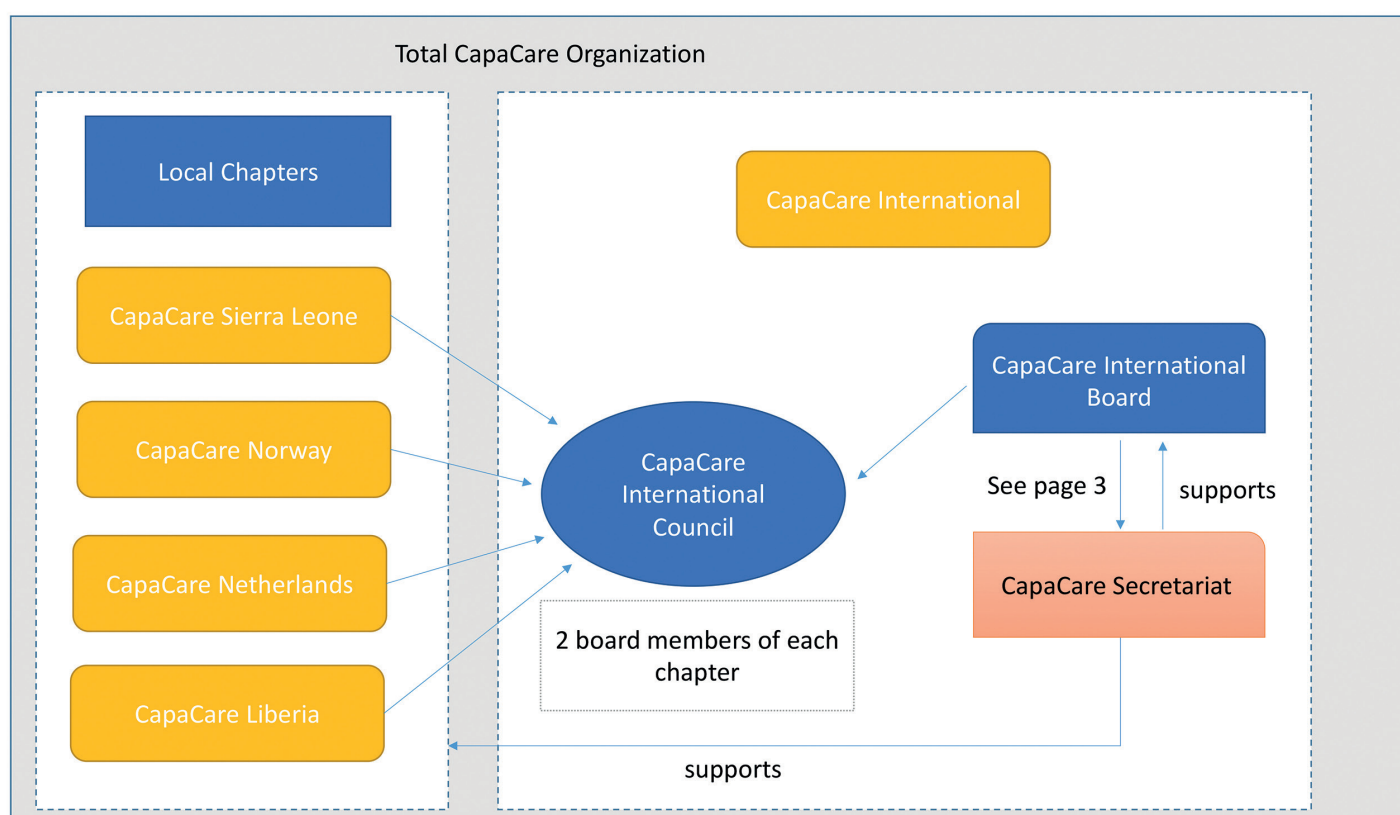 Total CapaCare Organization
Local Chapters
CapaCare Sierra Leone
CapaCare Norway
CapaCare Netherlands
CapaCare Liberia
CapaCare International
CapaCare
International
Council
2 board members of each
chapter
CapaCare International
Board
See page 3
supports
CapaCare Secretariat
supports